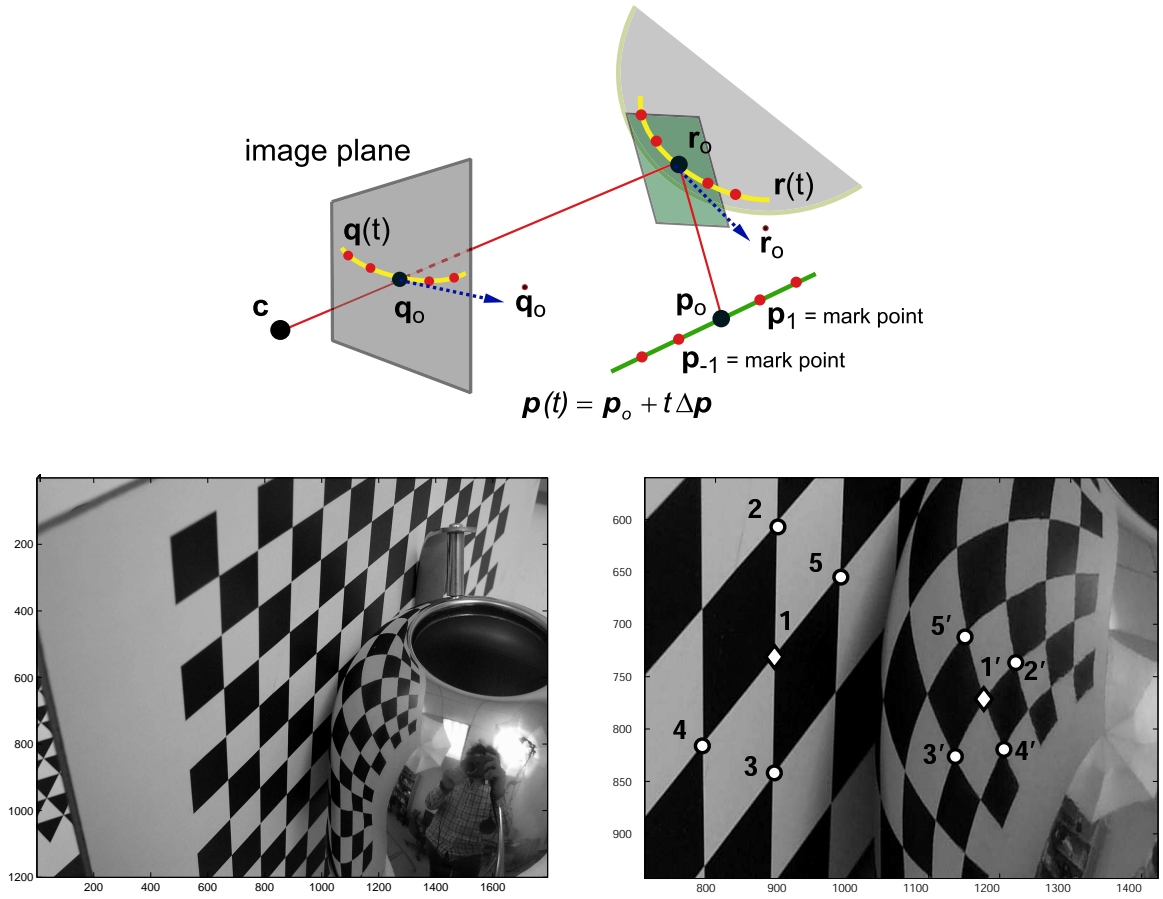 image plane
q(t)
c
qo
q̇o
ro
r(t)
ṙo
po
p1 = mark point
p-1 = mark point
p(t) = po + t Δp
200
400
600
800
1000
1200
200 400 600 800 1000 1200 1400 1600
600
650
700
750
800
850
900
800 900 1000 1100 1200 1300 1400
2
5
1
4
3
5′
1′
2′
3′
4′